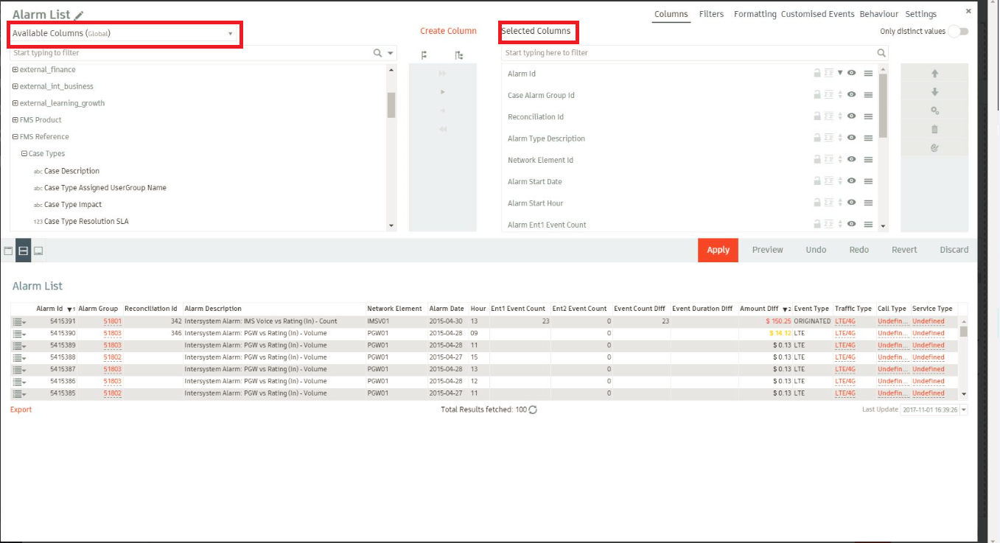 Alarm List
Columns Filters Formatting Customised Events Behaviour Settings
Available Columns (Global)
Create Column
Selected Columns
Only distinct values
Start typing to filter
Start typing here to filter
external_finance
external_int_business
external_learning_growth
FMS Product
FMS Reference
Case Types
abc Case Description
abc Case Type Assigned UserGroup Name
abc Case Type Impact
123 Case Type Resolution SLA
Alarm Id
Case Alarm Group Id
Reconciliation Id
Alarm Type Description
Network Element Id
Alarm Start Date
Alarm Start Hour
Alarm Ent1 Event Count
Apply Preview Undo Redo Revert Discard
Alarm List
Alarm Id ▼1 Alarm Group Reconciliation Id Alarm Description Network Element Alarm Date Hour Ent1 Event Count Ent2 Event Count Event Count Diff Event Duration Diff Amount Diff ▼2 Event Type Traffic Type Call Type Service Type
5415391 51801 342 Intersystem Alarm: IMS Voice vs Rating (In) - Count IMSV01 2015-04-30 13 23 0 23 $ 150.25 ORIGINATED LTE/4G Undefin... Undefined
5415390 51803 346 Intersystem Alarm: PGW vs Rating (In) - Volume PGW01 2015-04-28 09 0 $ 14.12 LTE LTE/4G Undefin... Undefined
5415389 51803 Intersystem Alarm: PGW vs Rating (In) - Volume PGW01 2015-04-28 11 0 $ 0.13 LTE LTE/4G Undefin... Undefined
5415388 51802 Intersystem Alarm: PGW vs Rating (In) - Volume PGW01 2015-04-27 15 0 $ 0.13 LTE LTE/4G Undefin... Undefined
5415387 51803 Intersystem Alarm: PGW vs Rating (In) - Volume PGW01 2015-04-28 13 0 $ 0.13 LTE LTE/4G Undefin... Undefined
5415386 51803 Intersystem Alarm: PGW vs Rating (In) - Volume PGW01 2015-04-28 12 0 $ 0.13 LTE LTE/4G Undefin... Undefined
5415385 51802 Intersystem Alarm: PGW vs Rating (In) - Volume PGW01 2015-04-27 11 0 $ 0.13 LTE LTE/4G Undefin... Undefined
Export
Total Results fetched: 100
Last Update 2017-11-01 16:39:26